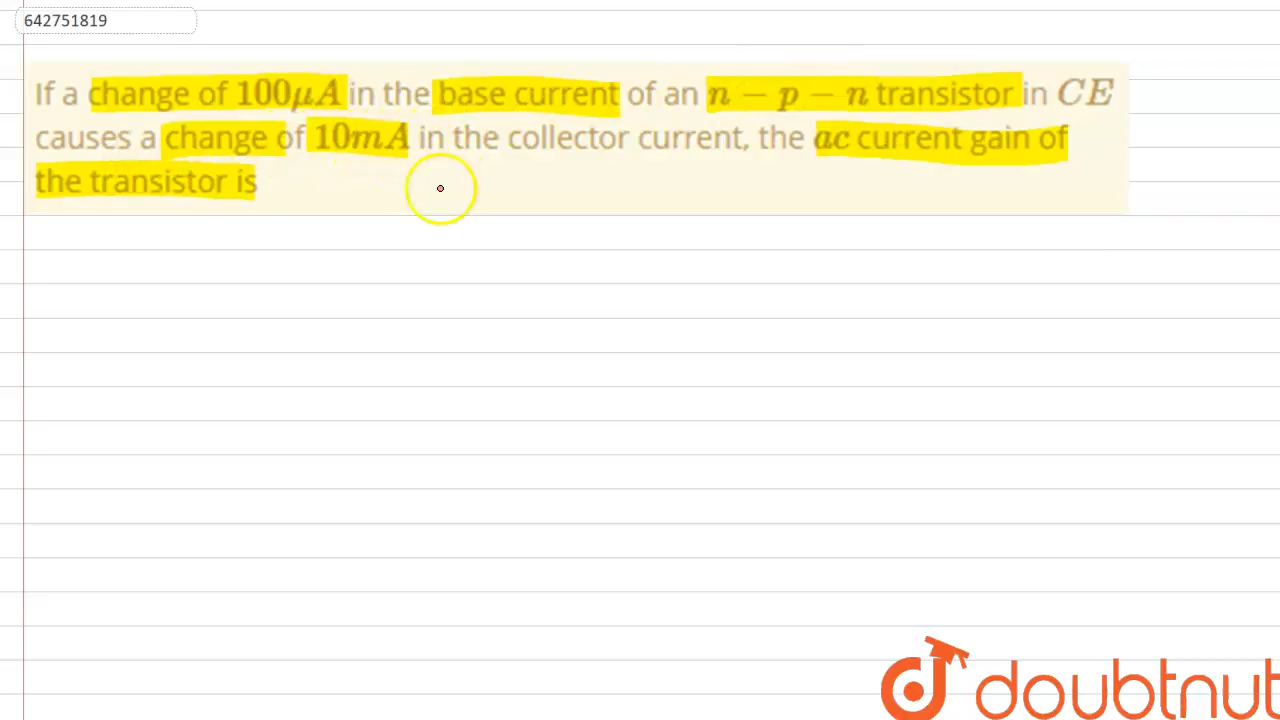 642751819
If a change of 100μA in the base current of an n − p − n transistor in CE
causes a change of 10mA in the collector current, the ac current gain of
the transistor is
doubtnut